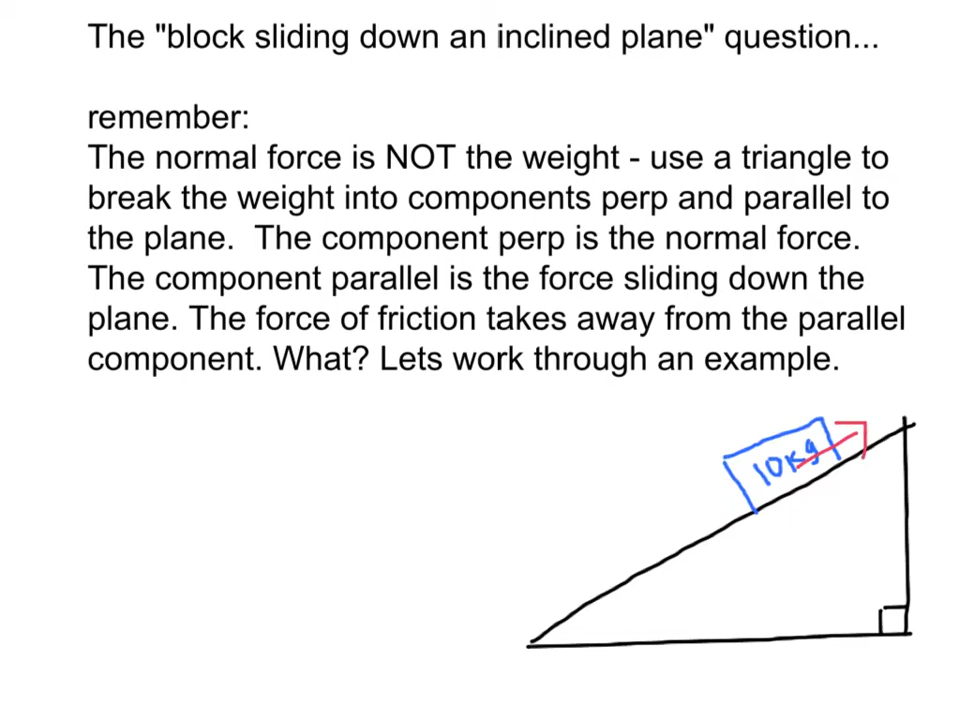 The "block sliding down an inclined plane" question...
remember:
The normal force is NOT the weight - use a triangle to
break the weight into components perp and parallel to
the plane.  The component perp is the normal force.
The component parallel is the force sliding down the
plane. The force of friction takes away from the parallel
component. What? Lets work through an example.
10kg